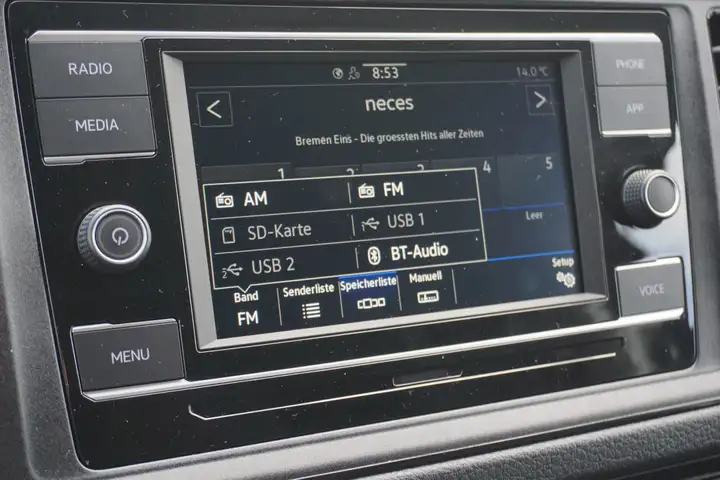 RADIO
MEDIA
MENU
PHONE
APP
VOICE
8:53
14.0 °C
<
neces
>
Bremen Eins - Die groessten Hits aller Zeiten
1 2 3 4 5
AM
FM
SD-Karte
USB 1
2 USB 2
BT-Audio
Leer
Band
FM
Senderliste
Speicherliste
Manuell
Setup